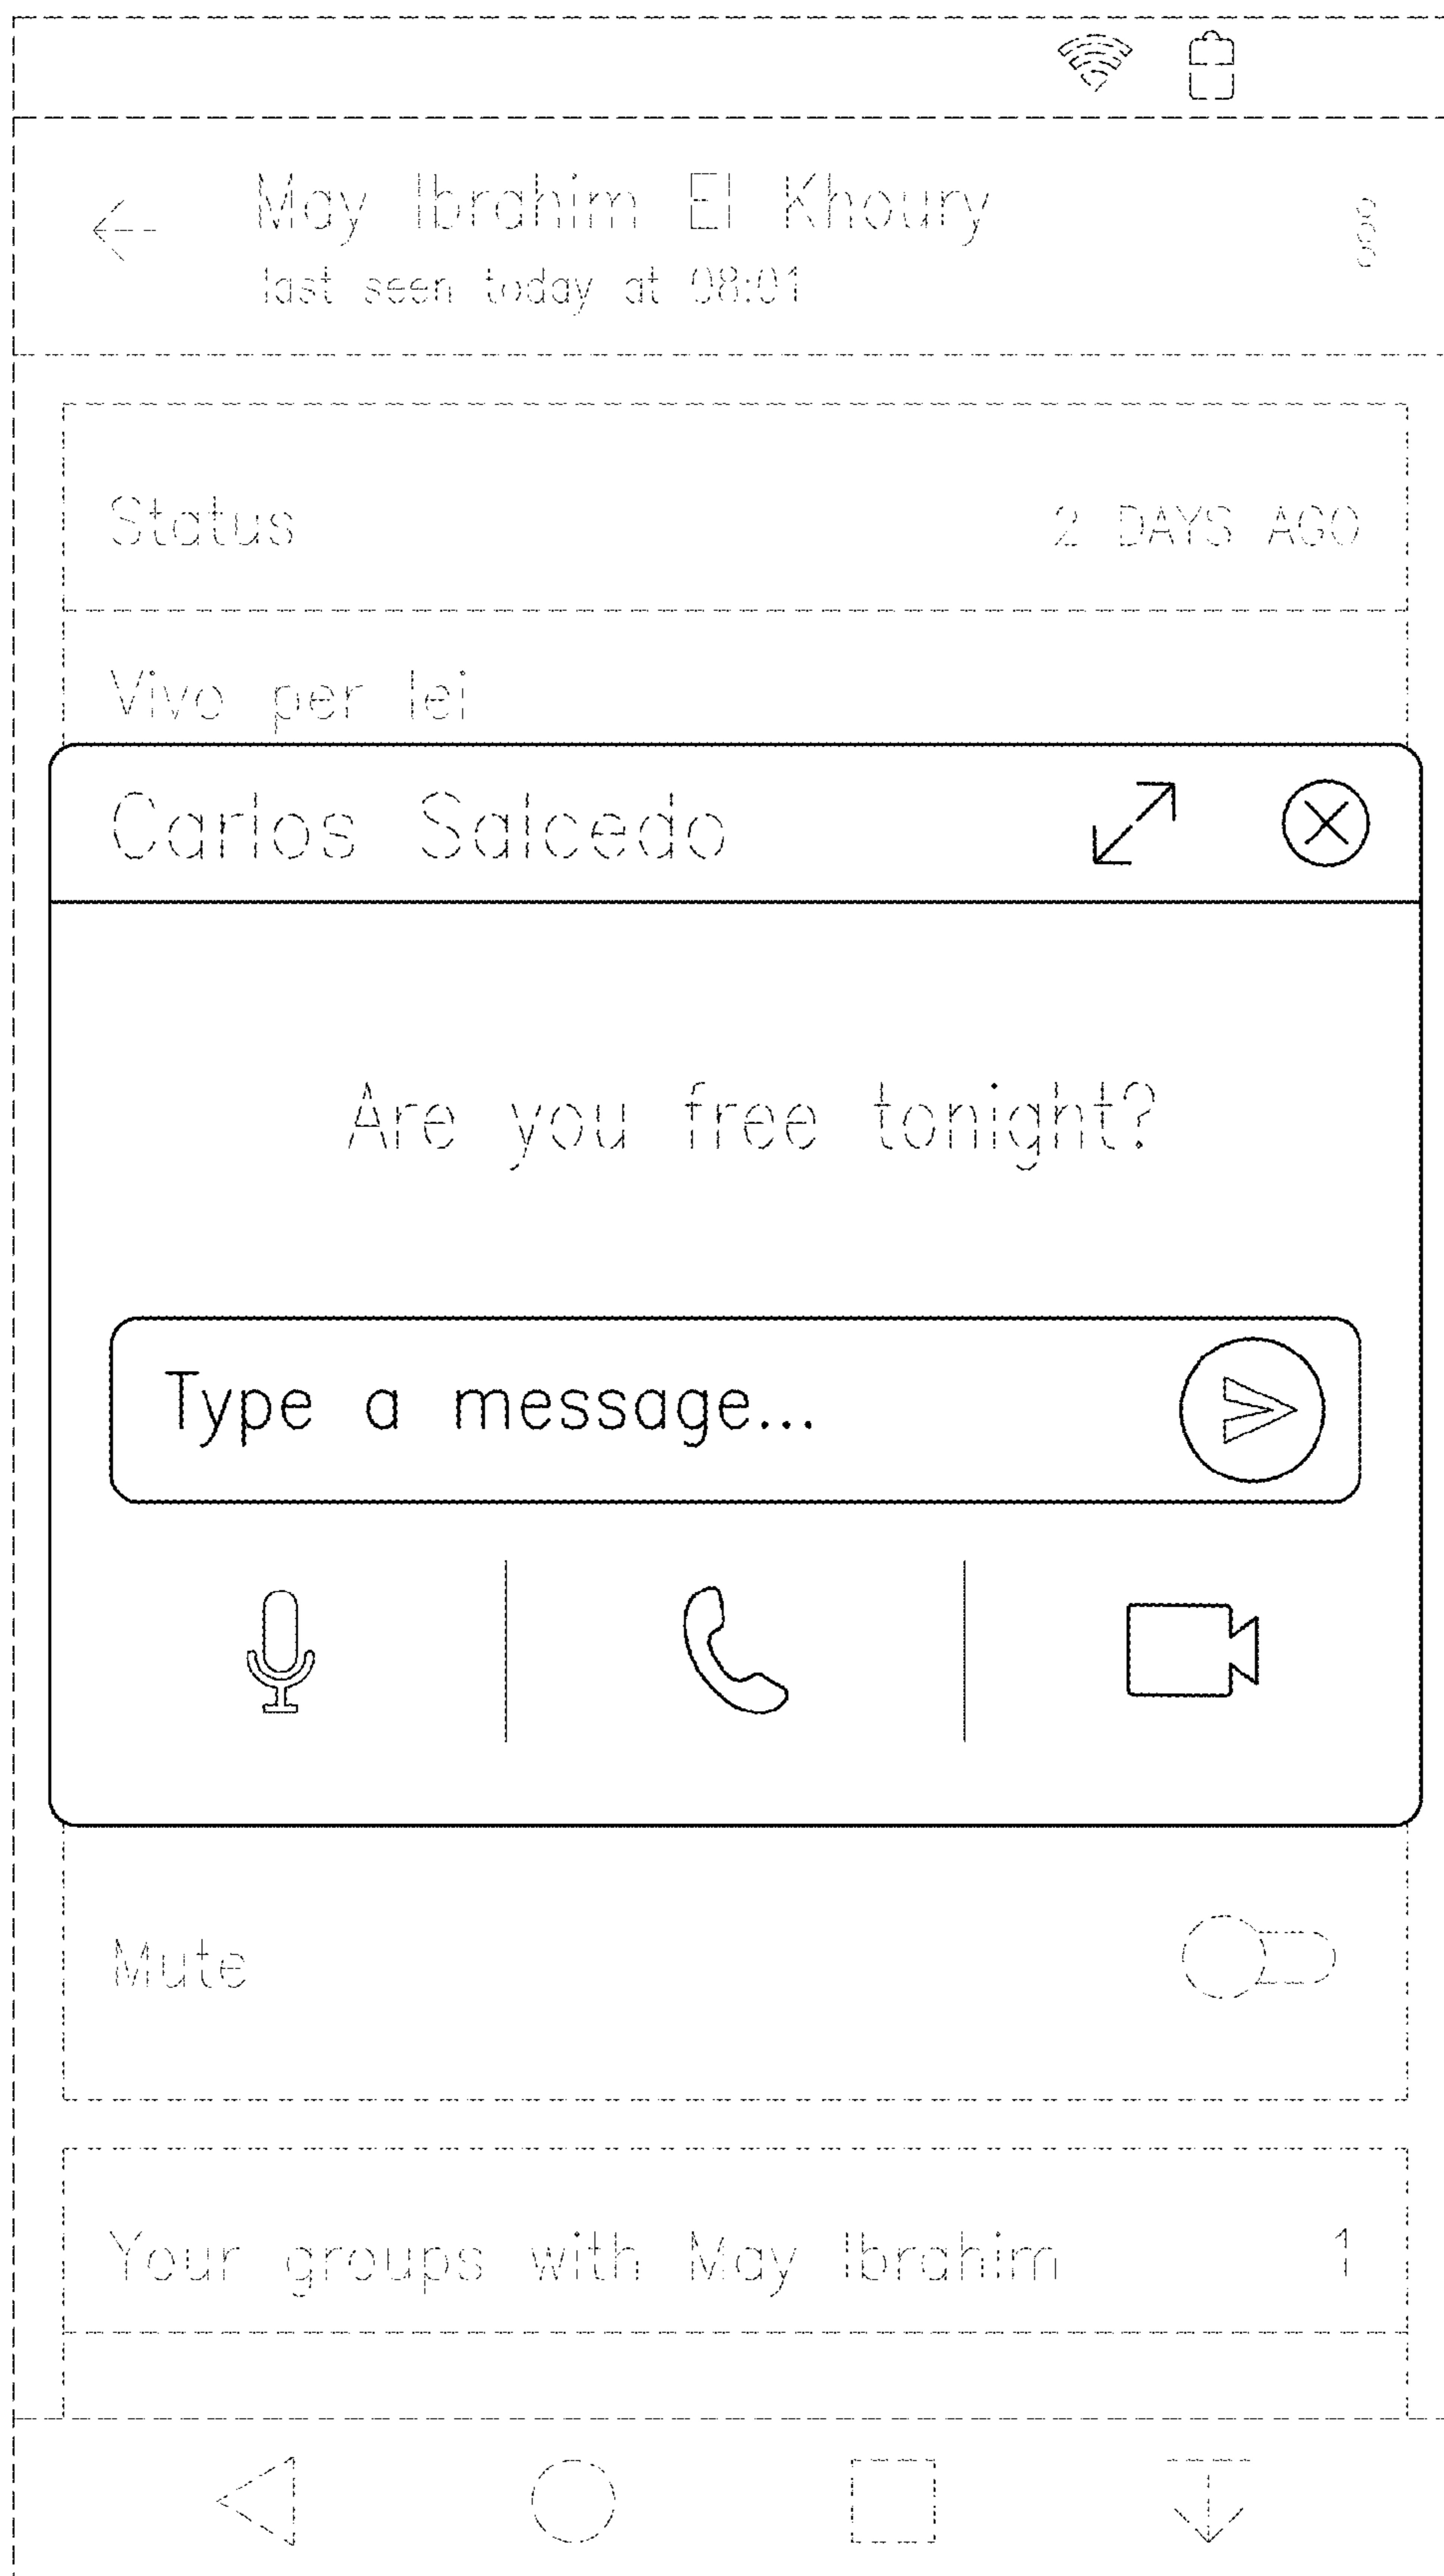 May Ibrahim El Khoury
last seen today at 08:01
Status 2 DAYS AGO
Vivo per lei
Carlos Salcedo
Are you free tonight?
Type a message...
Mute
Your groups with May Ibrahim 1